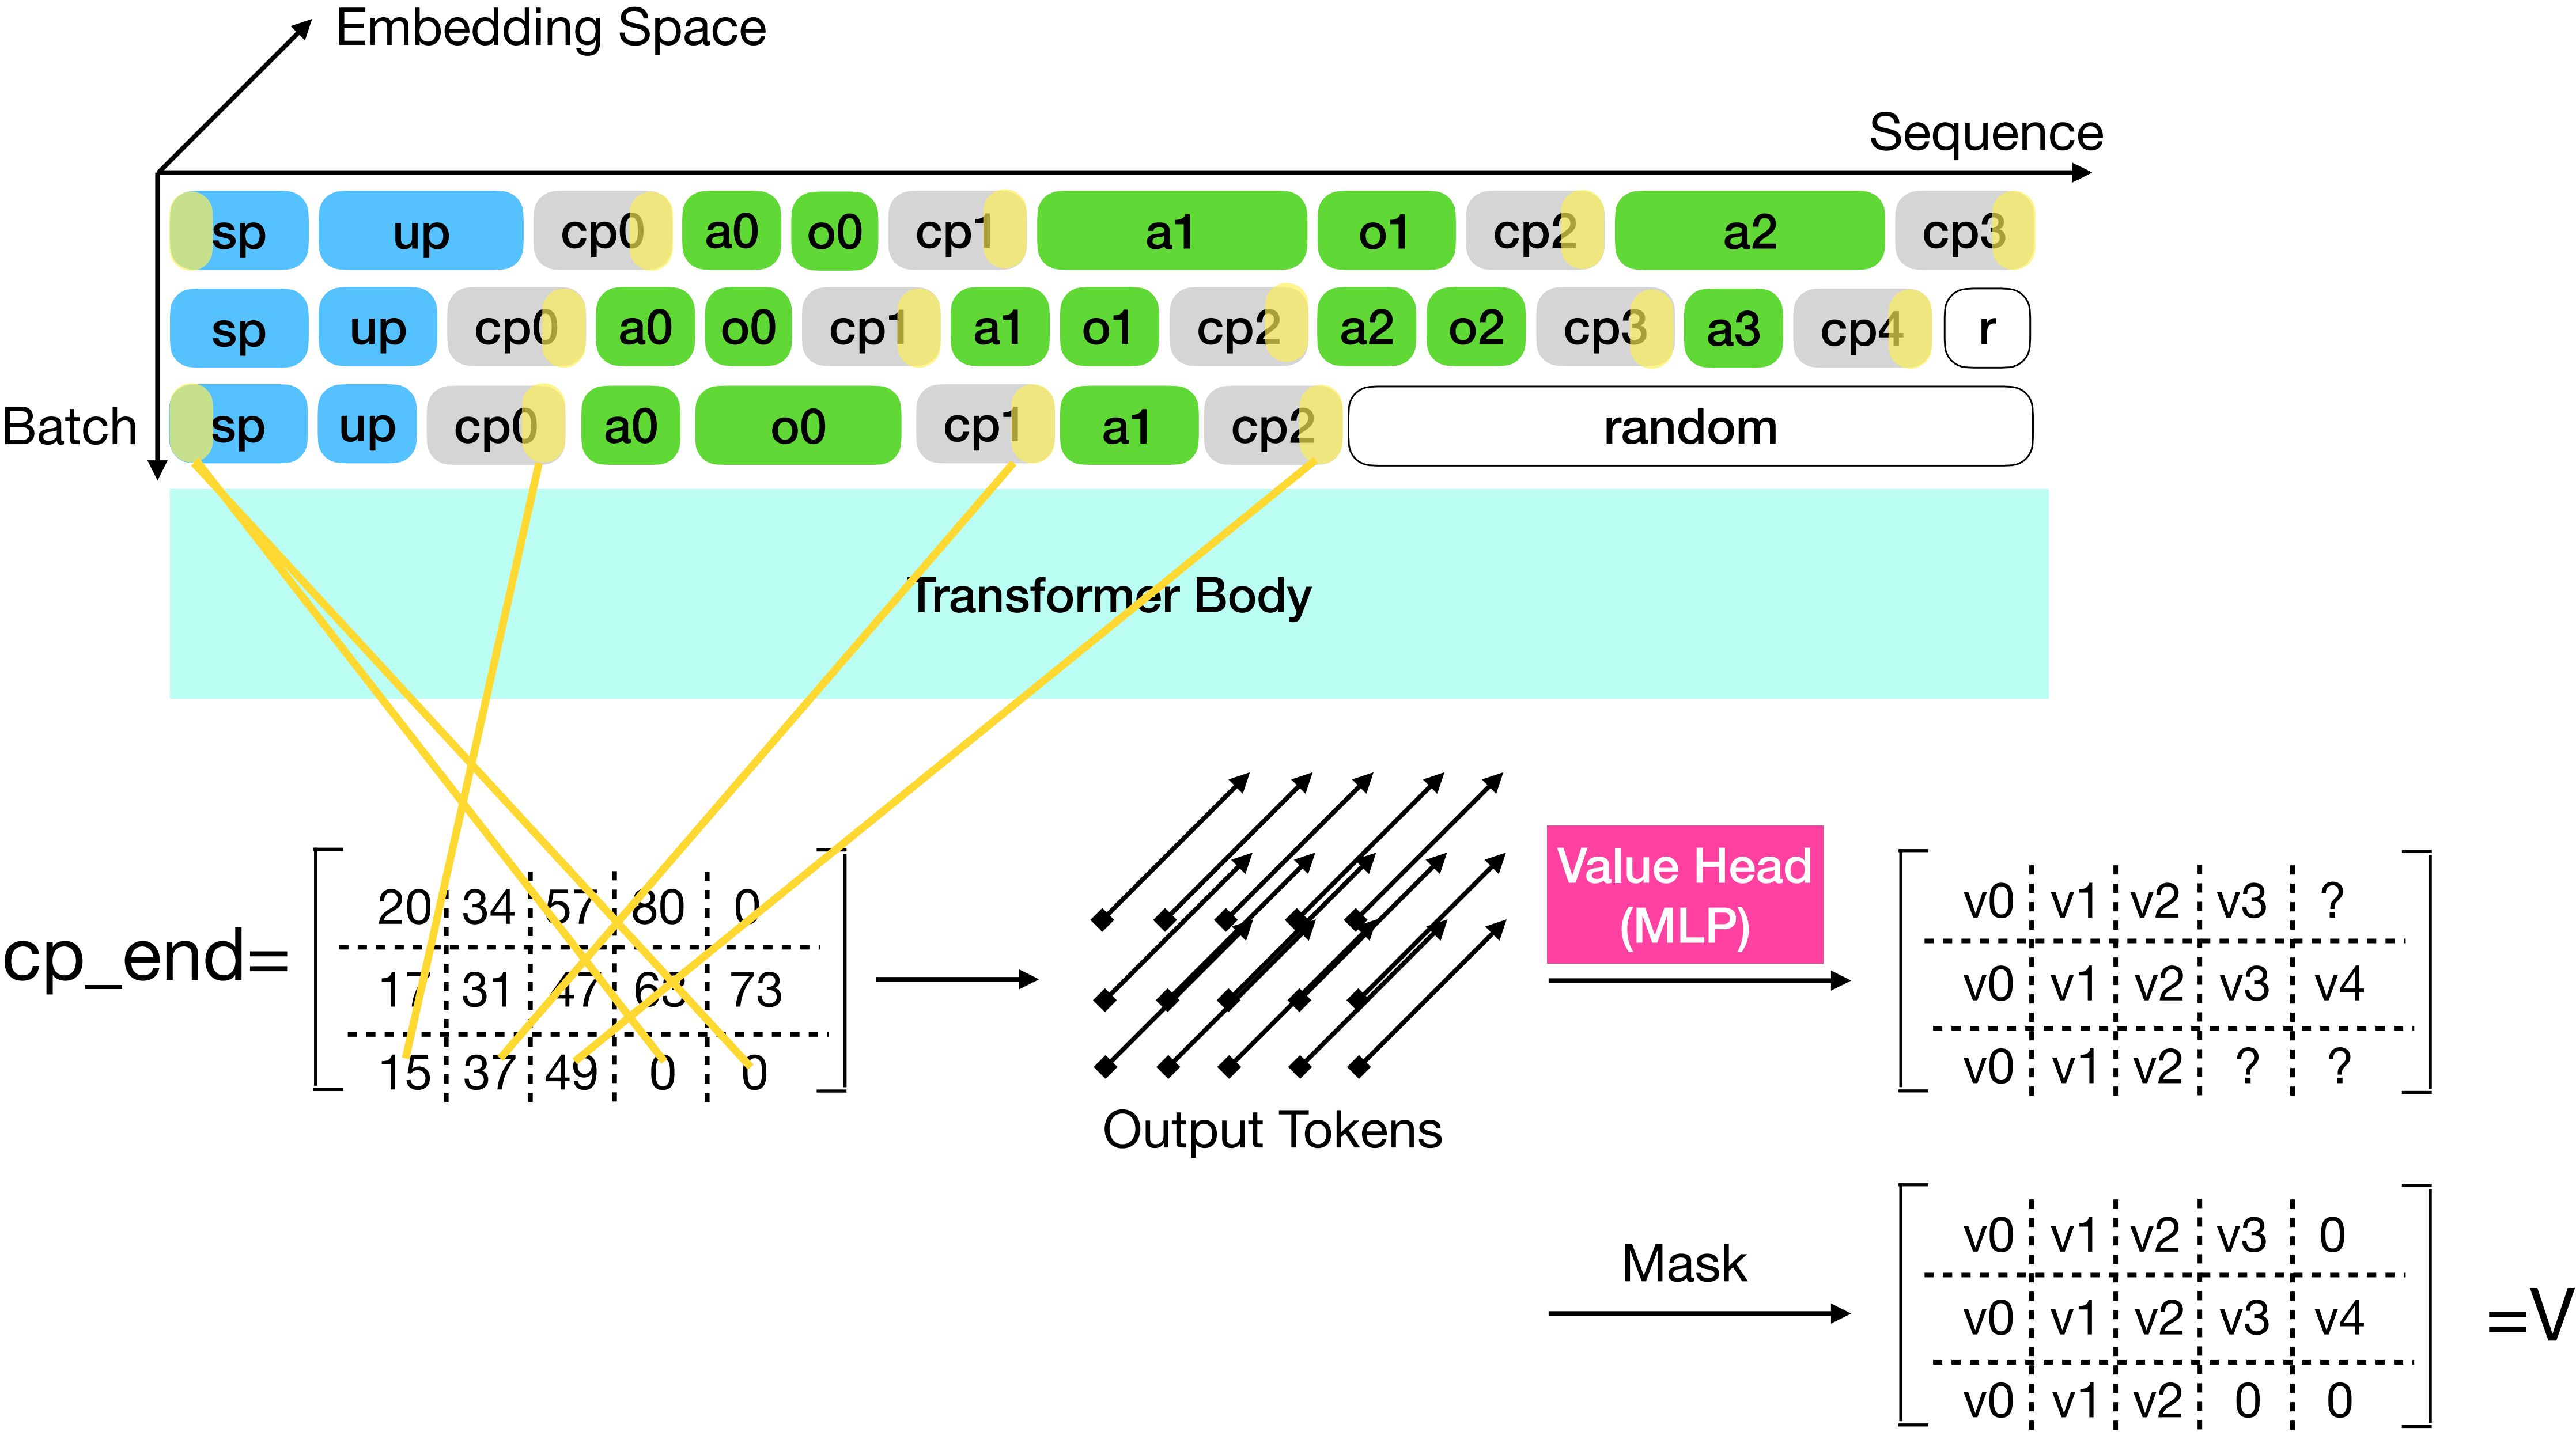 Embedding Space
Sequence
sp up cp0 a0 o0 cp1 a1 o1 cp2 a2 cp3
sp up cp0 a0 o0 cp1 a1 o1 cp2 a2 o2 cp3 a3 cp4 r
Batch
sp up cp0 a0 o0 cp1 a1 cp2 random
Transformer Body
cp_end=
20 34 57 80 0
17 31 47 63 73
15 37 49 0 0
Output Tokens
Value Head
(MLP)
v0 v1 v2 v3 ?
v0 v1 v2 v3 v4
v0 v1 v2 ? ?
Mask
v0 v1 v2 v3 0
v0 v1 v2 v3 v4
v0 v1 v2 0 0
=V